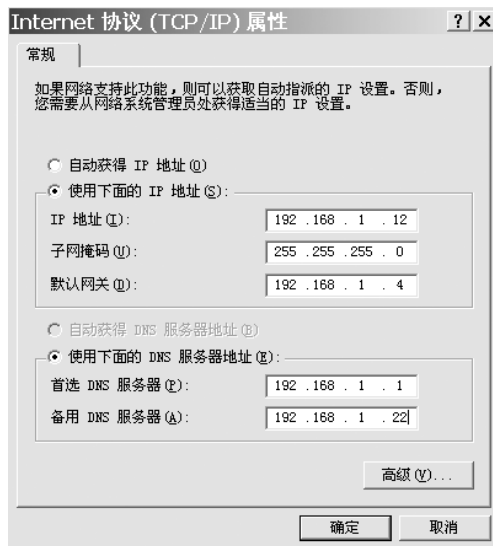 Internet 协议 (TCP/IP) 属性
? ×
常规
如果网络支持此功能，则可以获取自动指派的 IP 设置。否则，
您需要从网络系统管理员处获得适当的 IP 设置。
自动获得 IP 地址(O)
使用下面的 IP 地址(S):
IP 地址(I): 192 .168 . 1 . 12
子网掩码(U): 255 .255 .255 . 0
默认网关(D): 192 .168 . 1 . 4
自动获得 DNS 服务器地址(B)
使用下面的 DNS 服务器地址(E):
首选 DNS 服务器(P): 192 .168 . 1 . 1
备用 DNS 服务器(A): 192 .168 . 1 . 22
高级(V)...
确定 取消